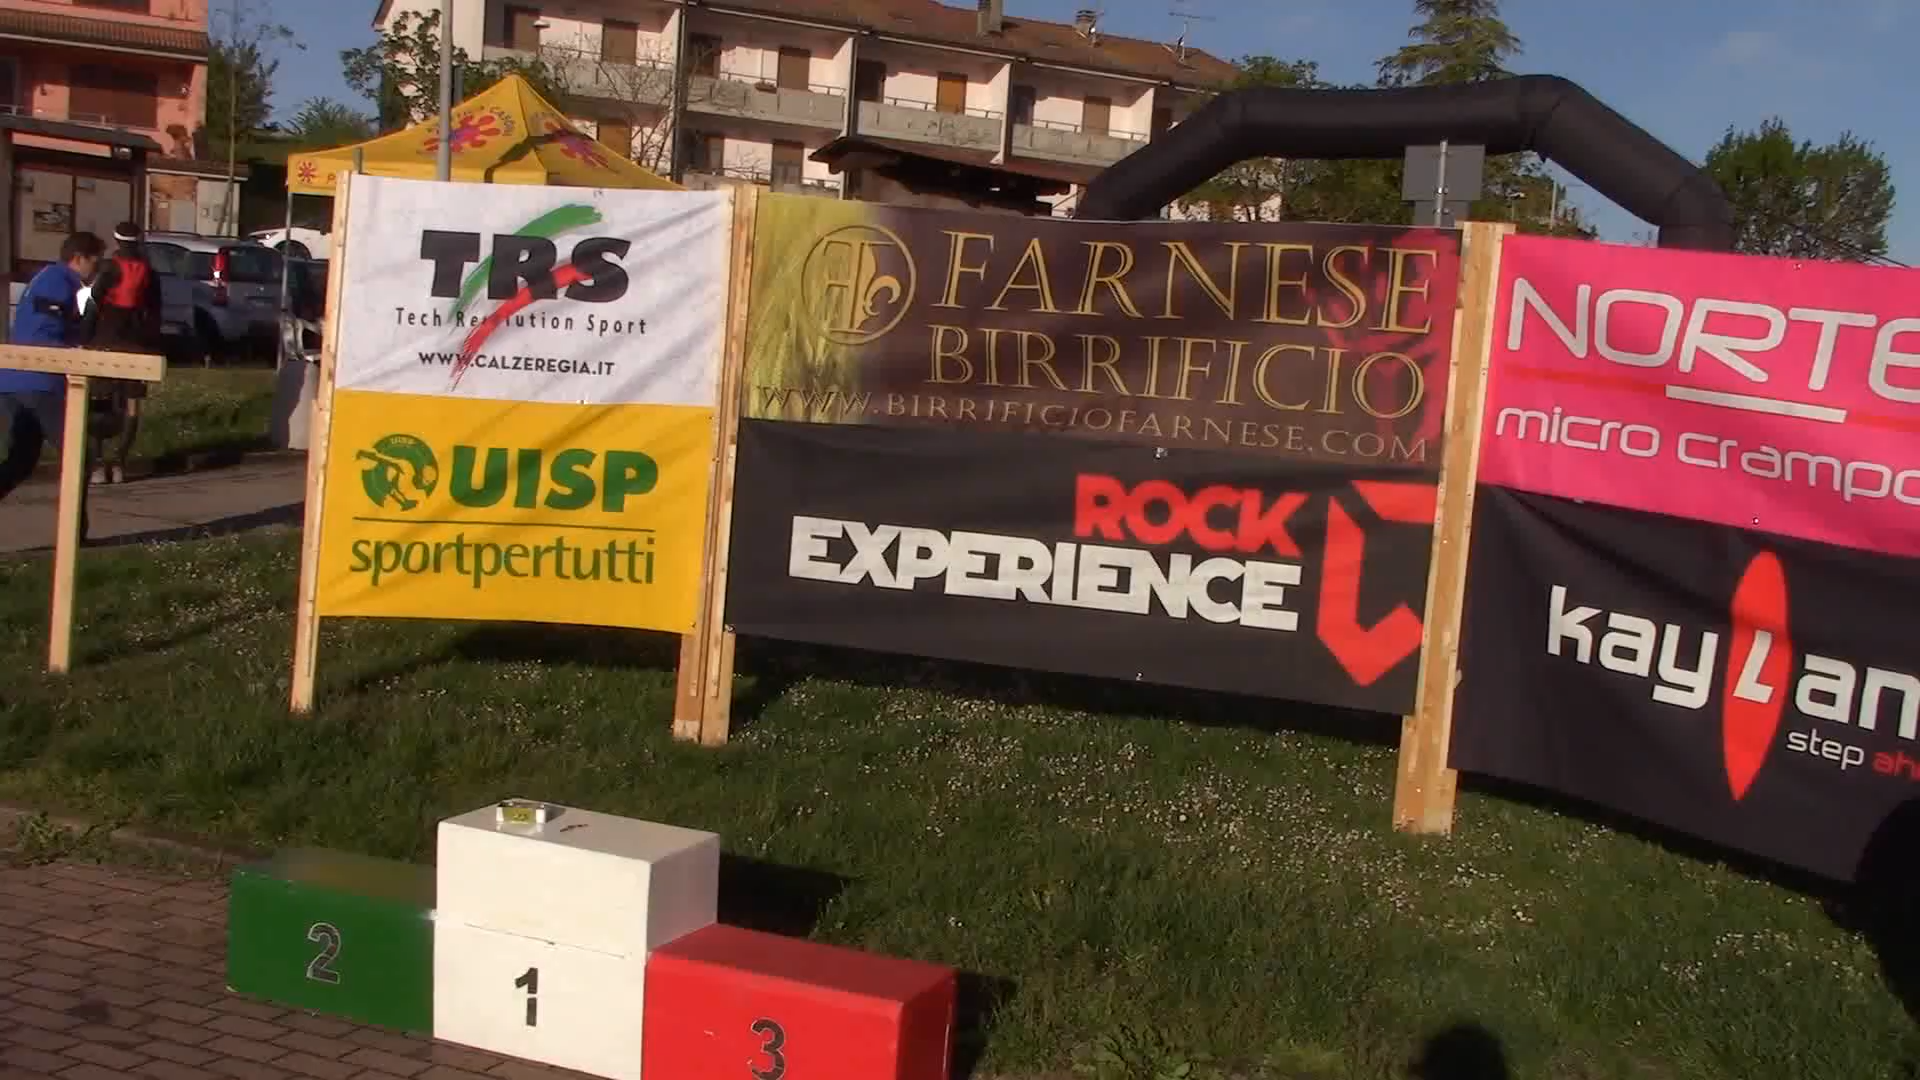 TRS
Tech Revolution Sport
WWW.CALZEREGIA.IT
UISP
sportpertutti
FARNESE
BIRRIFICIO
WWW.BIRRIFICIOFARNESE.COM
ROCK
EXPERIENCE
NORTE
micro crampo
kayLan
step ah
2
1
3